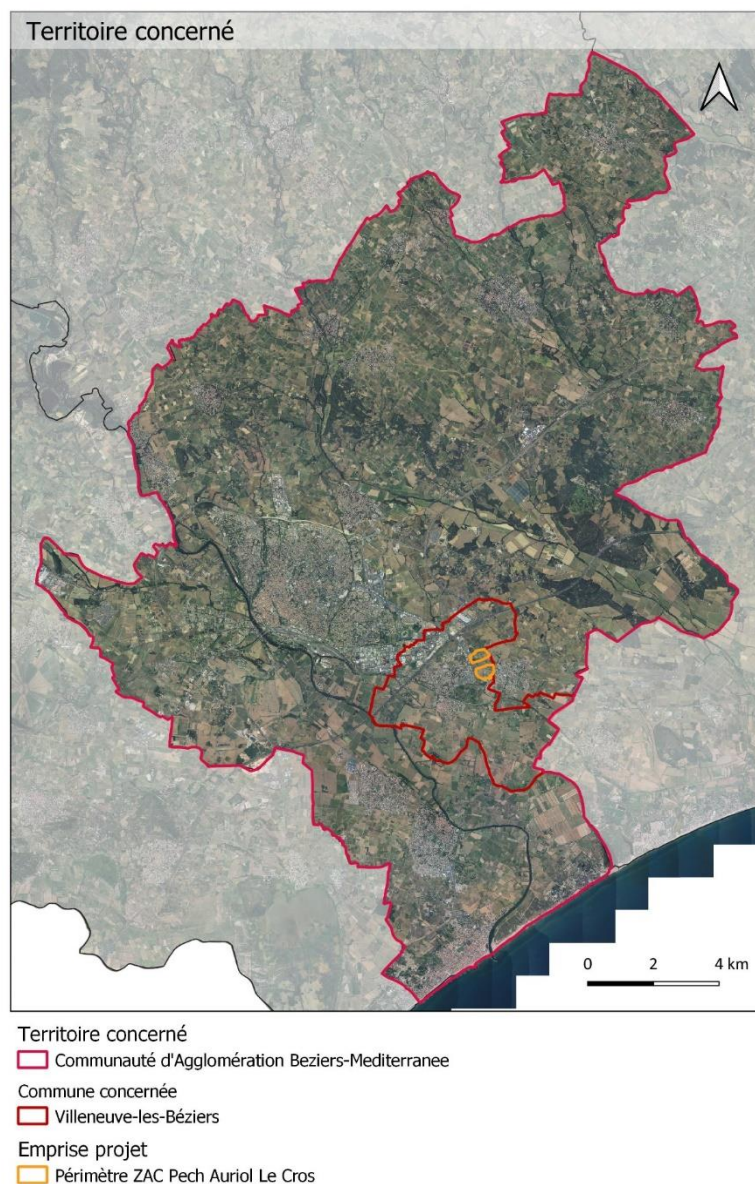 Territoire concerné
0 2 4 km
Territoire concerné
Communauté d'Agglomération Beziers-Mediterranee
Commune concernée
Villeneuve-les-Béziers
Emprise projet
Périmètre ZAC Pech Auriol Le Cros